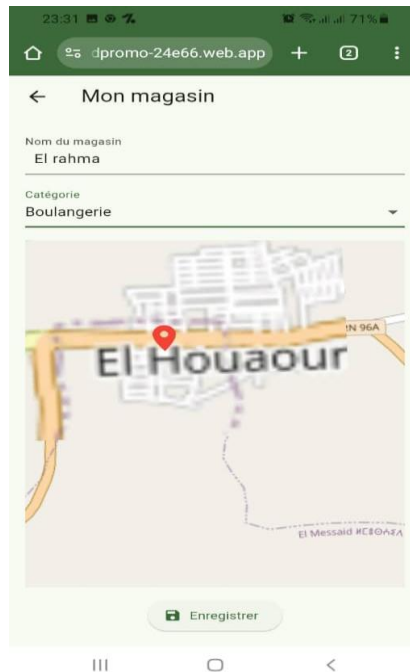 23:31 71%
dpromo-24e66.web.app + 2
Mon magasin
Nom du magasin
El rahma
Catégorie
Boulangerie
RN 96A
El Houaour
El Messaid
Enregistrer